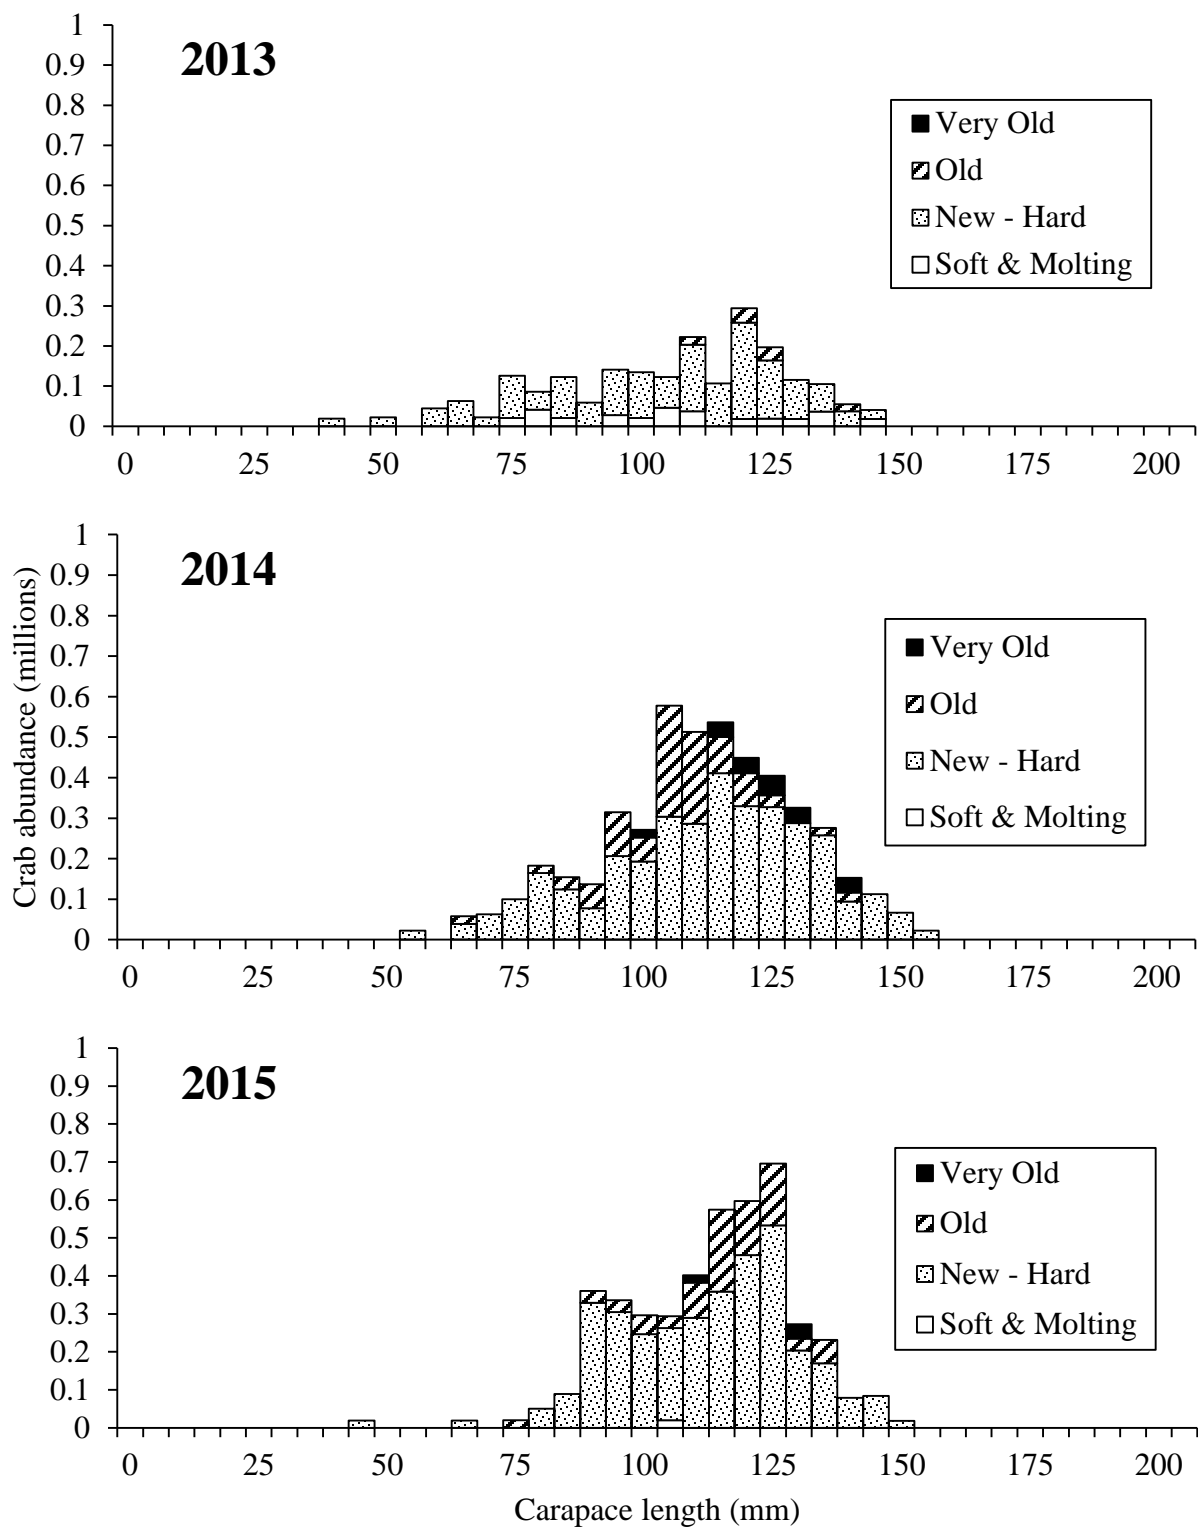 1
0.9
0.8
0.7
0.6
0.5
0.4
0.3
0.2
0.1
0
2013
Very Old
Old
New - Hard
Soft & Molting
0 25 50 75 100 125 150 175 200
Crab abundance (millions)
1
0.9
0.8
0.7
0.6
0.5
0.4
0.3
0.2
0.1
0
2014
Very Old
Old
New - Hard
Soft & Molting
0 25 50 75 100 125 150 175 200
1
0.9
0.8
0.7
0.6
0.5
0.4
0.3
0.2
0.1
0
2015
Very Old
Old
New - Hard
Soft & Molting
0 25 50 75 100 125 150 175 200
Carapace length (mm)